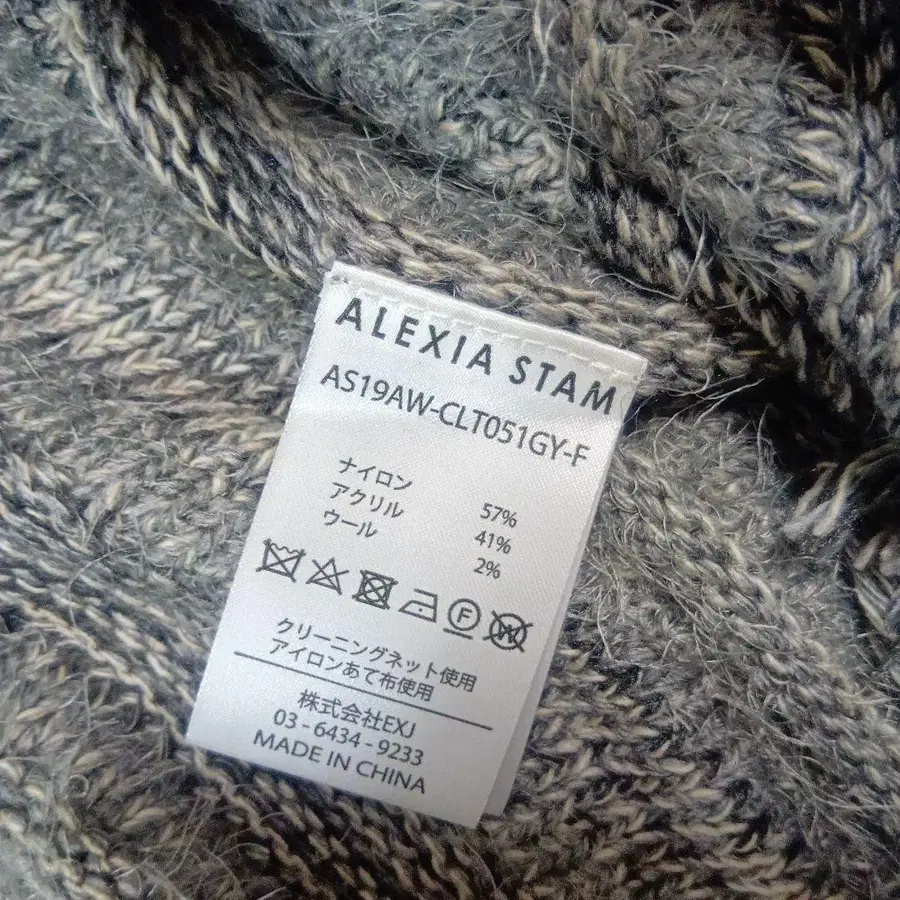 ALEXIA STAM
AS19AW-CLT051GY-F
ナイロン 57%
アクリル 41%
ウール 2%
F W
クリーニングネット使用
アイロンあて布使用
株式会社EXJ
03-6434-9233
MADE IN CHINA